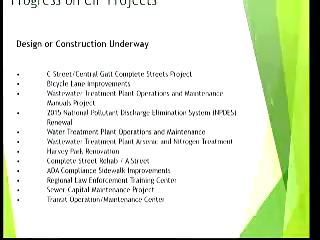 Progress on CIP Projects
Design or Construction Underway
• C Street/Central Galt Complete Streets Project
• Bicycle Lane Improvements
• Wastewater Treatment Plant Operations and Maintenance
Manuals Project
• 2015 National Pollutant Discharge Elimination System (NPDES)
Renewal
• Water Treatment Plant Operations and Maintenance
• Wastewater Treatment Plant Arsenic and Nitrogen Treatment
• Harvey Park Renovation
• Complete Street Rehab / A Street
• ADA Compliance Sidewalk Improvements
• Regional Law Enforcement Training Center
• Sewer Capital Maintenance Project
• Transit Operation/Maintenance Center